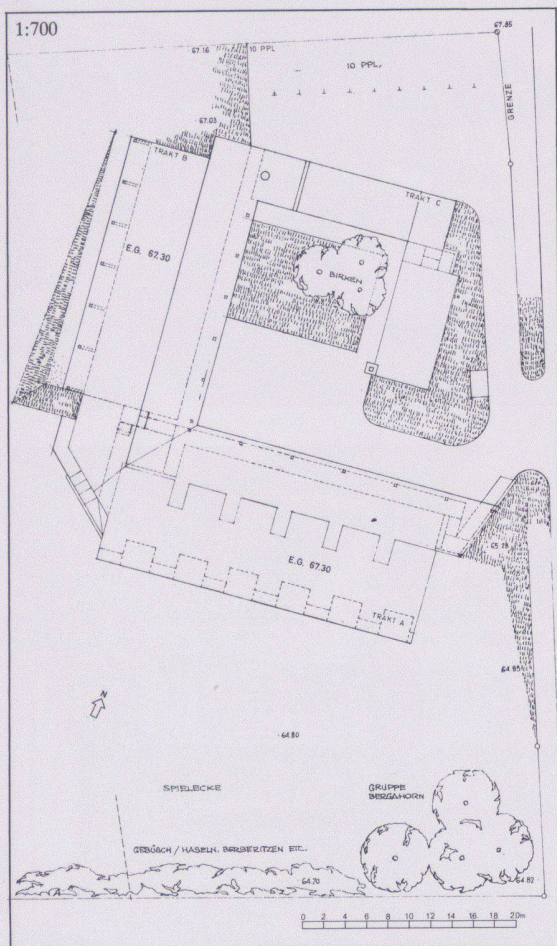 1:700
67.85
67.16
10 PPL
10 PPL.
GRENZE
67.03
TRAKT B
TRAKT C
E.G. 67.30
BIRKEN
E.G. 67.30
TRAKT A
N
64.85
64.80
SPIELECKE
GRUPPE
BERGAHORN
GEBÜSCH / HASELN, BERBERITZEN ETC.
64.70
64.82
0 2 4 6 8 10 12 14 16 18 20m